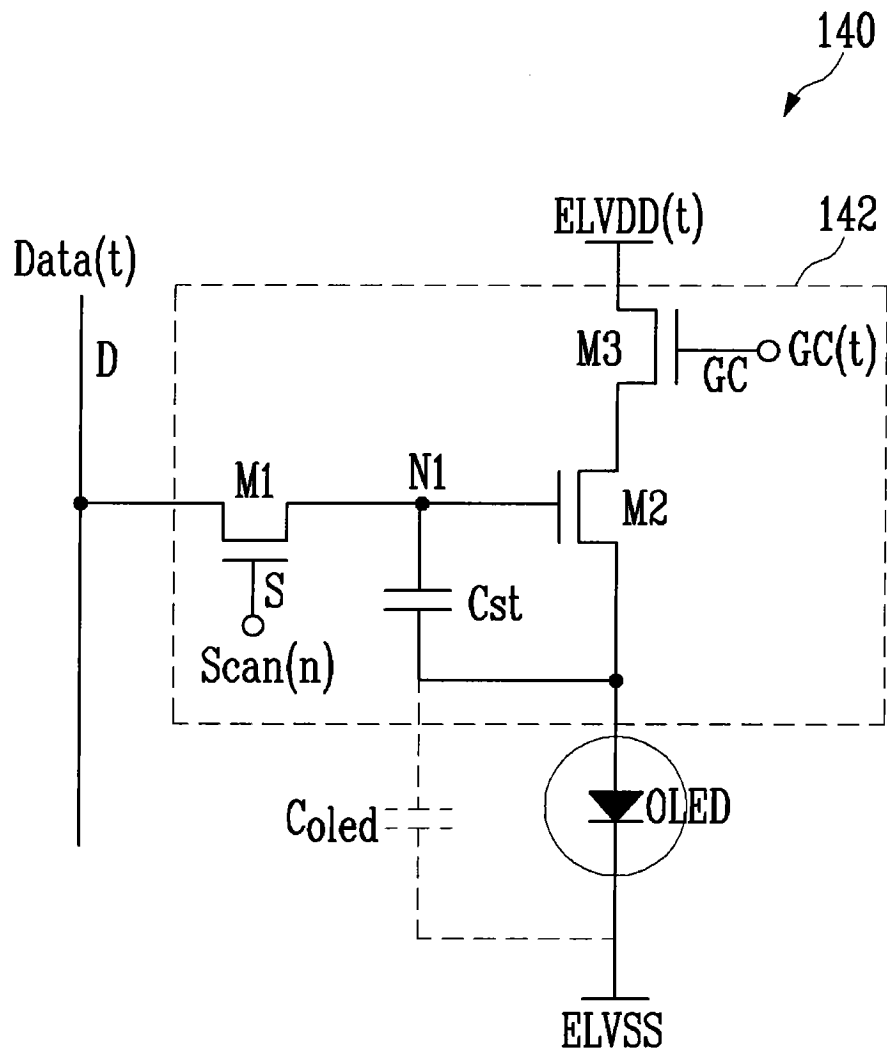 140
ELVDD(t)
142
Data(t)
D
M3
GC
GC(t)
M1
N1
M2
S
Cst
Scan(n)
Coled
OLED
ELVSS